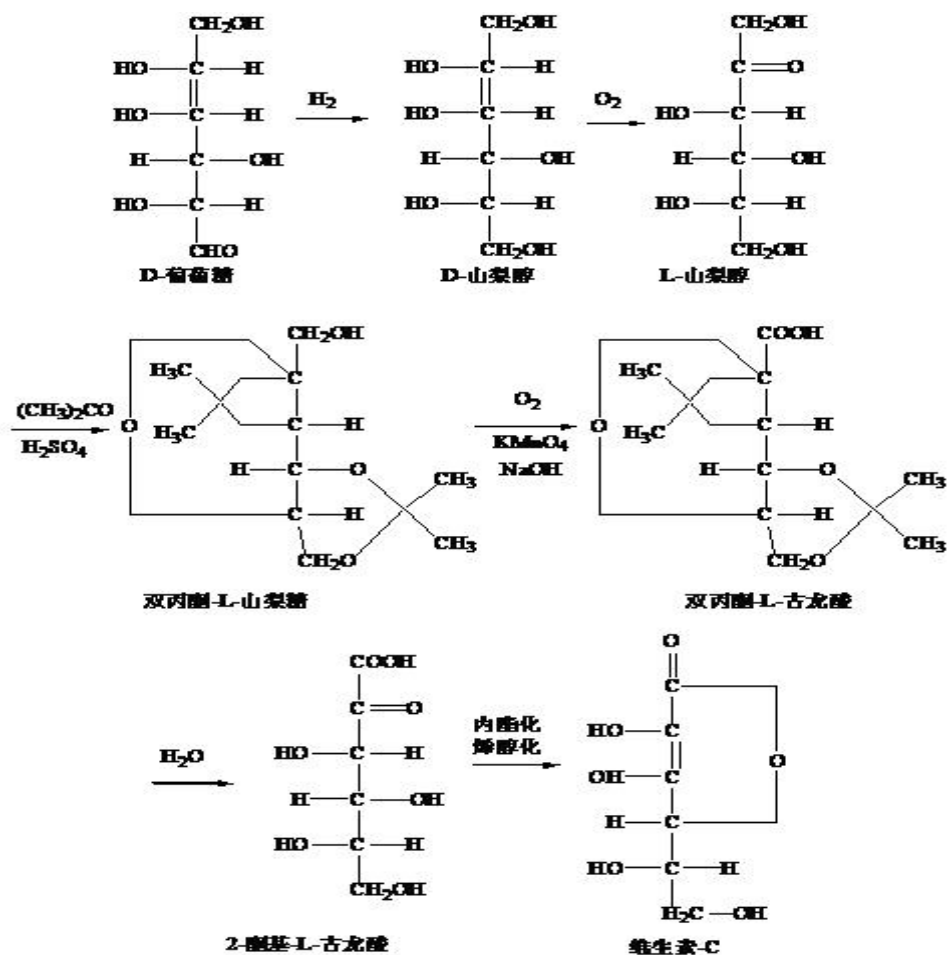 CH₂OH CH₂OH CH₂OH
HO—C—H HO—C—H C=O
H₂ O₂
HO—C—H HO—C—H HO—C—H
H—C—OH H—C—OH H—C—OH
HO—C—H HO—C—H HO—C—H
CHO CH₂OH CH₂OH
D-葡萄糖 D-山梨醇 L-山梨醇
CH₂OH COOH
H₃C C H₃C C
(CH₃)₂CO O₂
O H₃C C—H O H₃C C—H
H₂SO₄ KMnO₄
NaOH
H—C—O CH₃ H—C—O CH₃
C—H C—H
CH₃ CH₃
CH₂O CH₂O
双丙酮-L-山梨糖 双丙酮-L-古龙酸
O
COOH C
C=O HO—C
内酯化
烯醇化
H₂O
HO—C—H OH—C O
H—C—OH H—C
HO—C—H HO—C—H
CH₂OH H₂C—OH
2-酮基-L-古龙酸 维生素-C